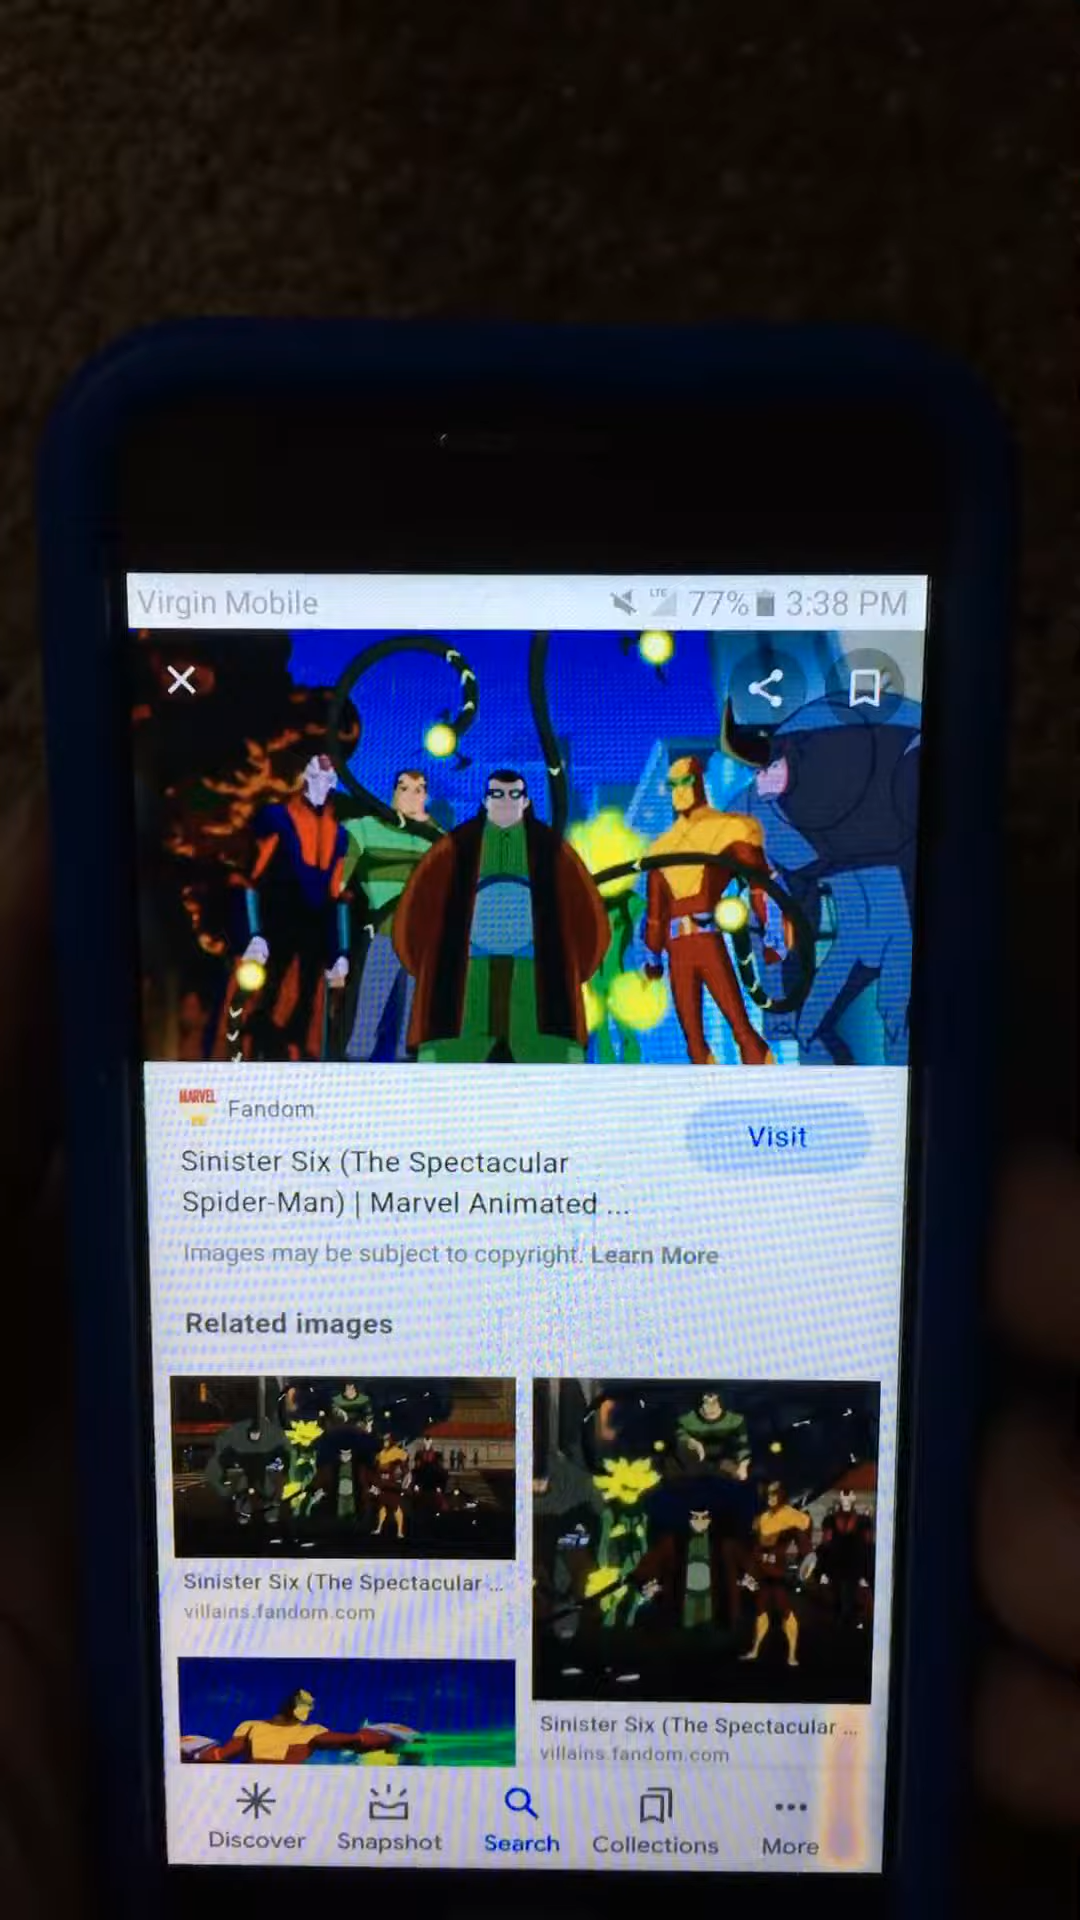 Virgin Mobile LTE 77% 3:38 PM
MARVEL
Fandom
Visit
Sinister Six (The Spectacular
Spider-Man) | Marvel Animated ...
Images may be subject to copyright. Learn More
Related images
Sinister Six (The Spectacular ...
villains.fandom.com
Sinister Six (The Spectacular ...
villains.fandom.com
Discover Snapshot Search Collections More